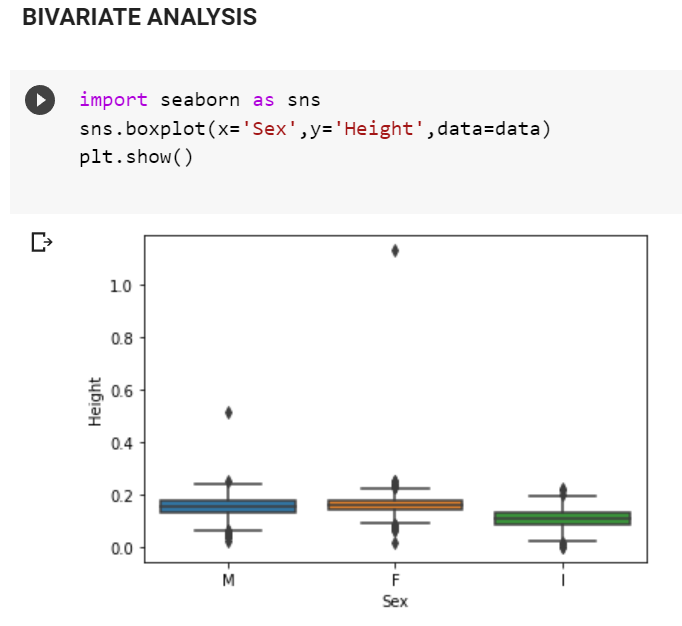 BIVARIATE ANALYSIS
import seaborn as sns
sns.boxplot(x='Sex',y='Height',data=data)
plt.show()
1.0
0.8
0.6
0.4
0.2
0.0
Height
M F I
Sex